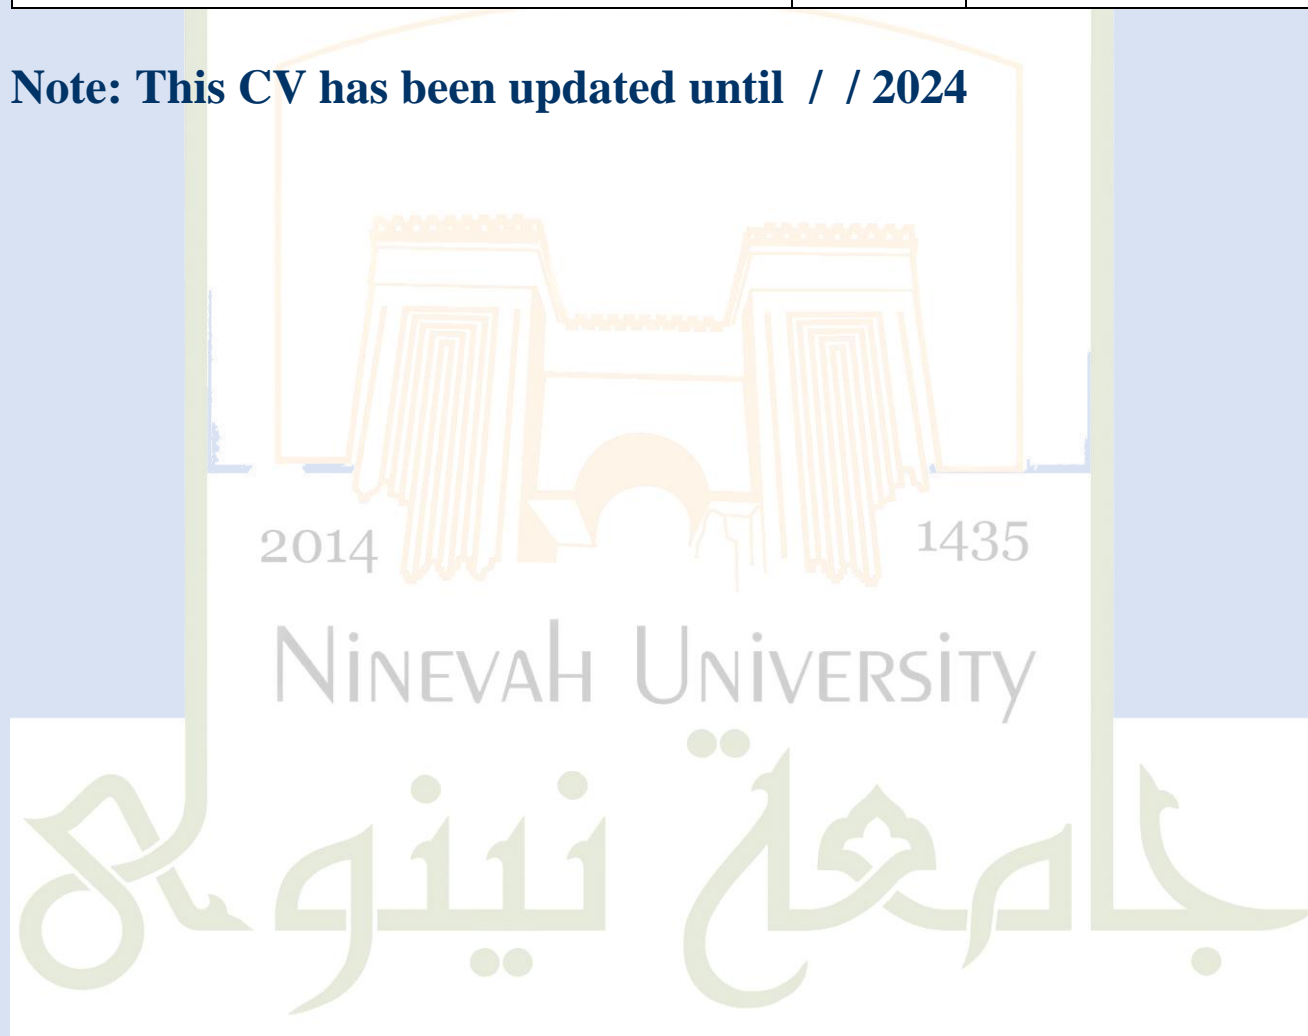 Note: This CV has been updated until / / 2024
2014
1435
NINEVAH UNIVERSITY
جامعة نينوى